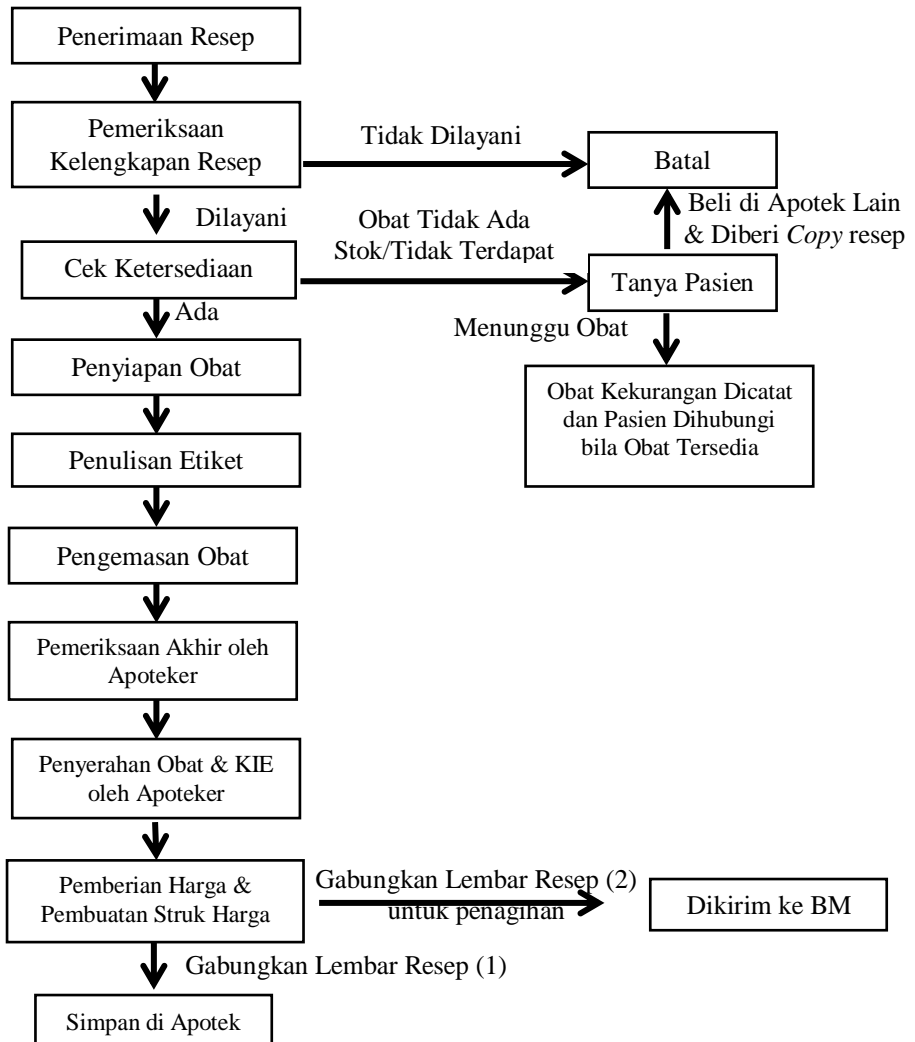 Penerimaan Resep
Pemeriksaan
Kelengkapan Resep
Tidak Dilayani
Batal
Dilayani
Obat Tidak Ada
Stok/Tidak Terdapat
Beli di Apotek Lain
& Diberi Copy resep
Cek Ketersediaan
Tanya Pasien
Ada
Menunggu Obat
Penyiapan Obat
Obat Kekurangan Dicatat
dan Pasien Dihubungi
bila Obat Tersedia
Penulisan Etiket
Pengemasan Obat
Pemeriksaan Akhir oleh
Apoteker
Penyerahan Obat & KIE
oleh Apoteker
Pemberian Harga &
Pembuatan Struk Harga
Gabungkan Lembar Resep (2)
untuk penagihan
Dikirim ke BM
Gabungkan Lembar Resep (1)
Simpan di Apotek